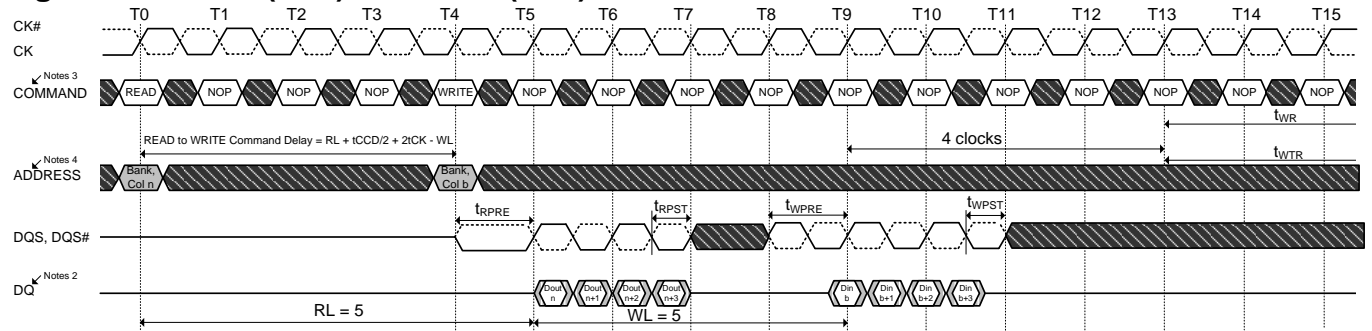 T0 T1 T2 T3 T4 T5 T6 T7 T8 T9 T10 T11 T12 T13 T14 T15
CK#
CK
Notes 3
COMMAND READ NOP NOP NOP WRITE NOP NOP NOP NOP NOP NOP NOP NOP NOP NOP NOP
tWR
READ to WRITE Command Delay = RL + tCCD/2 + 2tCK - WL
4 clocks
tWTR
Notes 4
ADDRESS
Bank, Col n
Bank, Col b
tRPRE tRPST tWPRE tWPST
DQS, DQS#
Notes 2
DQ
Dout n Dout n+1 Dout n+2 Dout n+3 Din b Din b+1 Din b+2 Din b+3
RL = 5 WL = 5